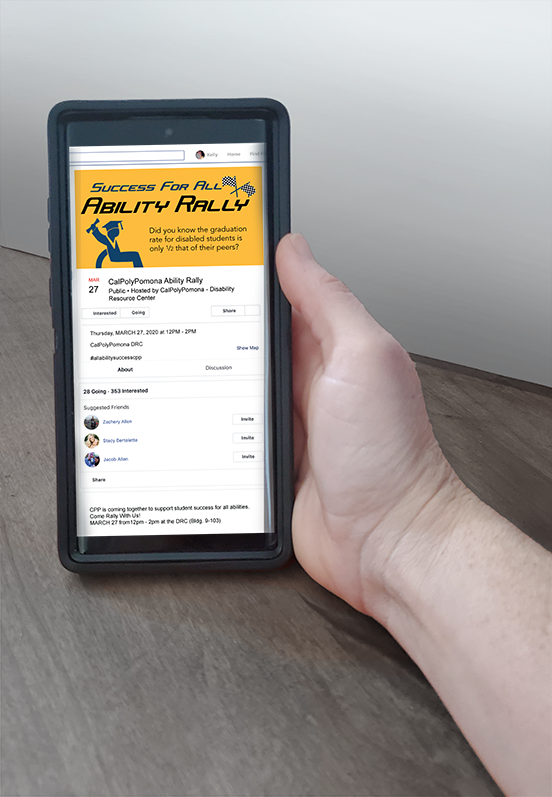 Kelly Home Find Fr
SUCCESS FOR ALL
ABILITY RALLY
Did you know the graduation
rate for disabled students is
only ½ that of their peers?
MAR
27
CalPolyPomona Ability Rally
Public • Hosted by CalPolyPomona - Disability
Resource Center
Interested Going Share
Thursday, MARCH 27, 2020 at 12PM - 2PM
CalPolyPomona DRC
Show Map
#allabilitysuccesscpp
About Discussion
28 Going - 353 Interested
Suggested Friends
Zachery Allen Invite
Stacy Bertolette Invite
Jacob Allen Invite
Share
CPP is coming together to support student success for all abilities.
Come Rally With Us!
MARCH 27 from12pm - 2pm at the DRC (Bldg. 9-103)